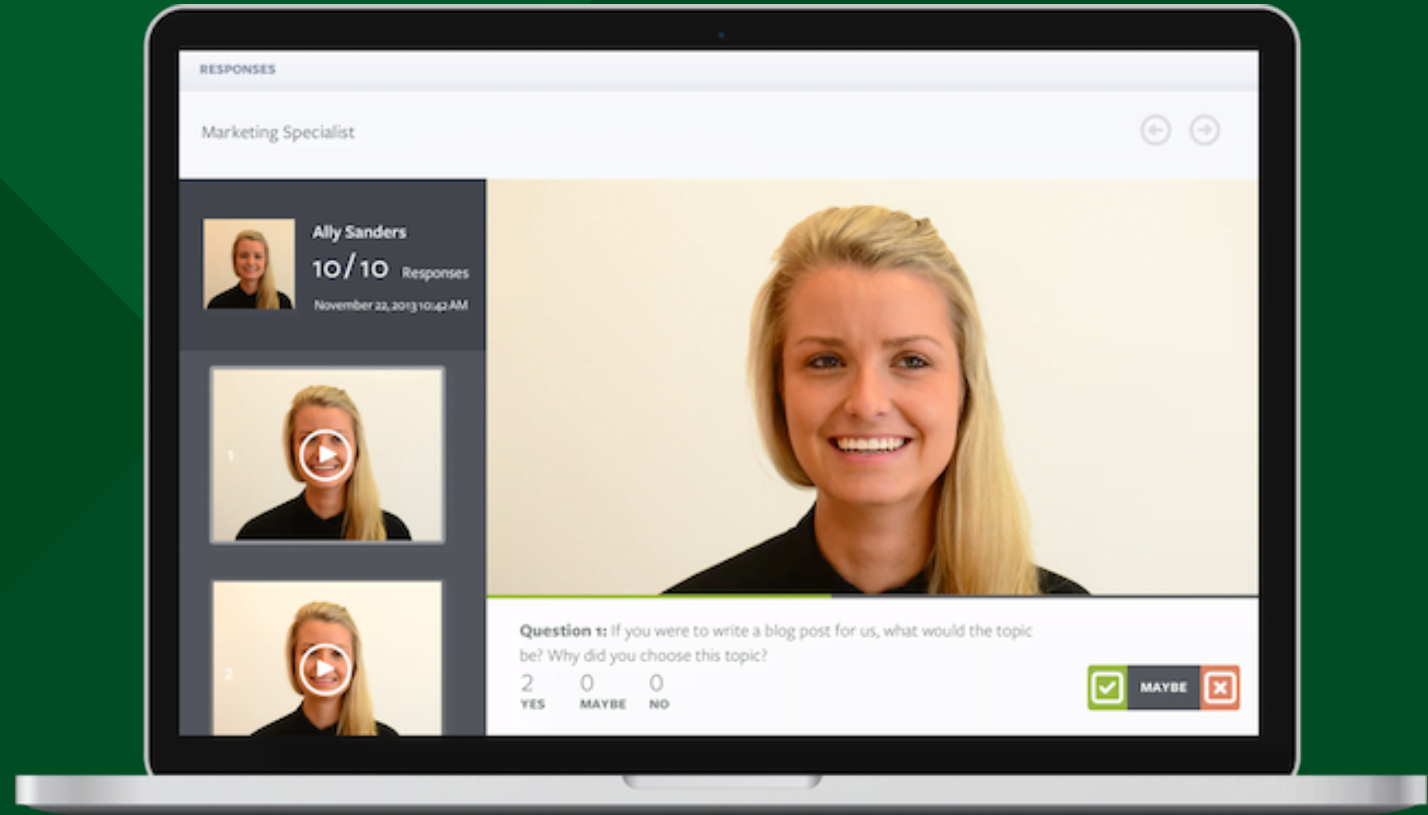 RESPONSES
Marketing Specialist
Ally Sanders
10/10 Responses
November 22, 2013 10:42 AM
1
2
Question 1: If you were to write a blog post for us, what would the topic
be? Why did you choose this topic?
2 0 0
YES MAYBE NO
MAYBE